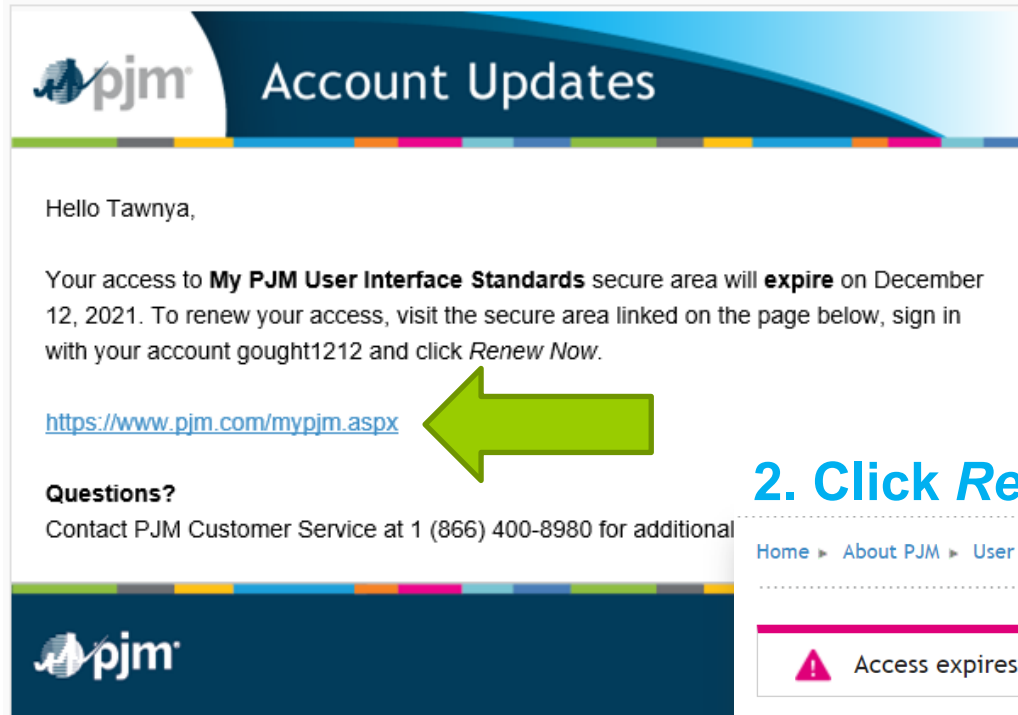 pjm
Account Updates
Hello Tawnya,
Your access to My PJM User Interface Standards secure area will expire on December
12, 2021. To renew your access, visit the secure area linked on the page below, sign in
with your account gought1212 and click Renew Now.
https://www.pjm.com/mypjm.aspx
Questions?
Contact PJM Customer Service at 1 (866) 400-8980 for additional
2. Click Re
Home ▸ About PJM ▸ User
Access expires
pjm